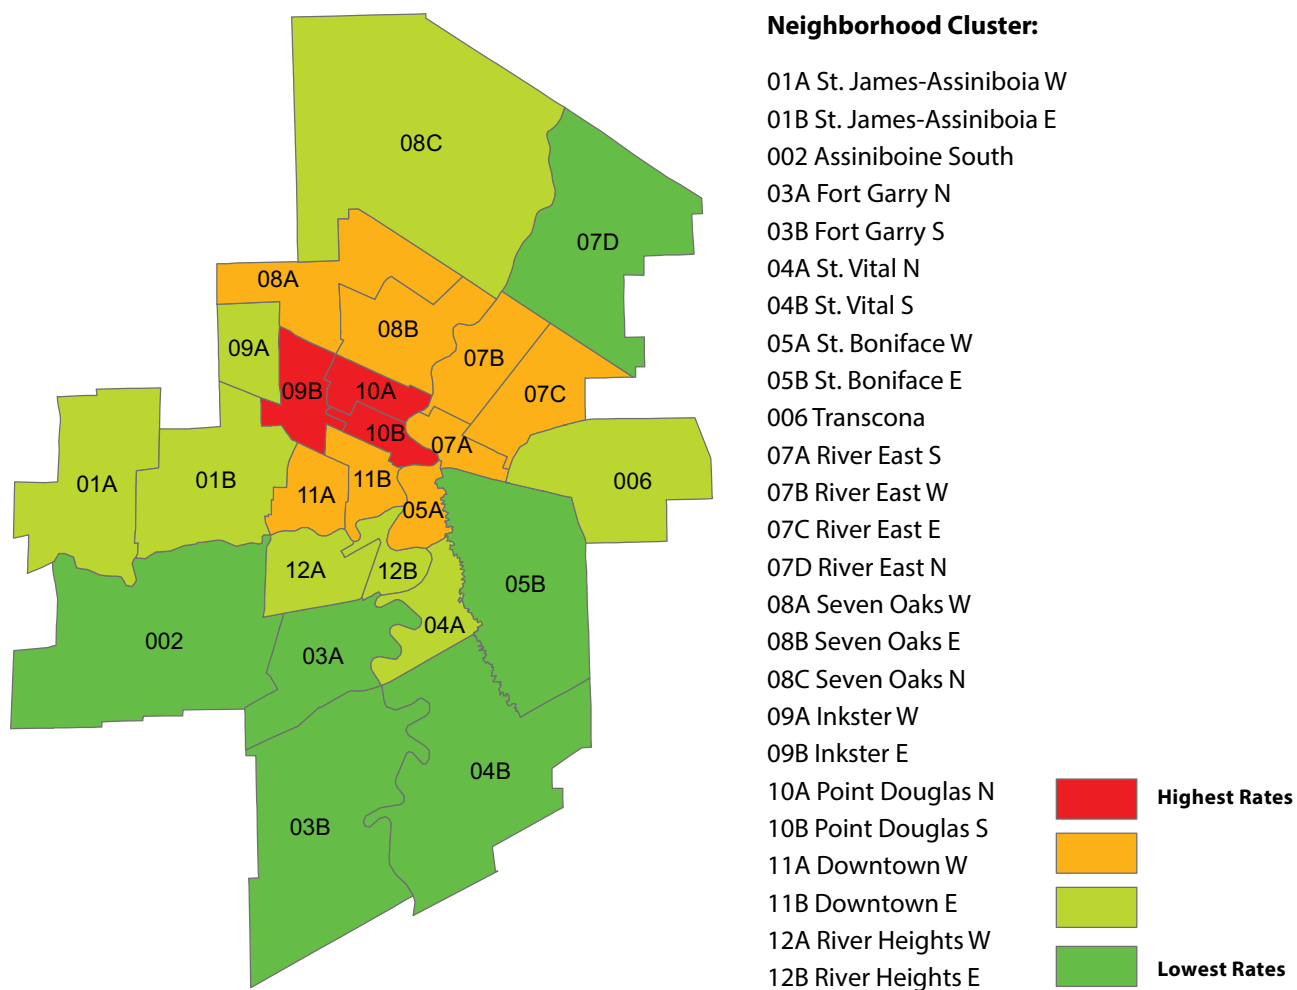 Neighborhood Cluster:
01A St. James-Assiniboia W
01B St. James-Assiniboia E
002 Assiniboine South
03A Fort Garry N
03B Fort Garry S
04A St. Vital N
04B St. Vital S
05A St. Boniface W
05B St. Boniface E
006 Transcona
07A River East S
07B River East W
07C River East E
07D River East N
08A Seven Oaks W
08B Seven Oaks E
08C Seven Oaks N
09A Inkster W
09B Inkster E
10A Point Douglas N
10B Point Douglas S
11A Downtown W
11B Downtown E
12A River Heights W
12B River Heights E
Highest Rates
Lowest Rates
08C
07D
08A
08B
09A
07B
09B
10A
07C
10B
07A
01A
01B
11A
11B
006
05A
12A
12B
05B
002
03A
04A
04B
03B